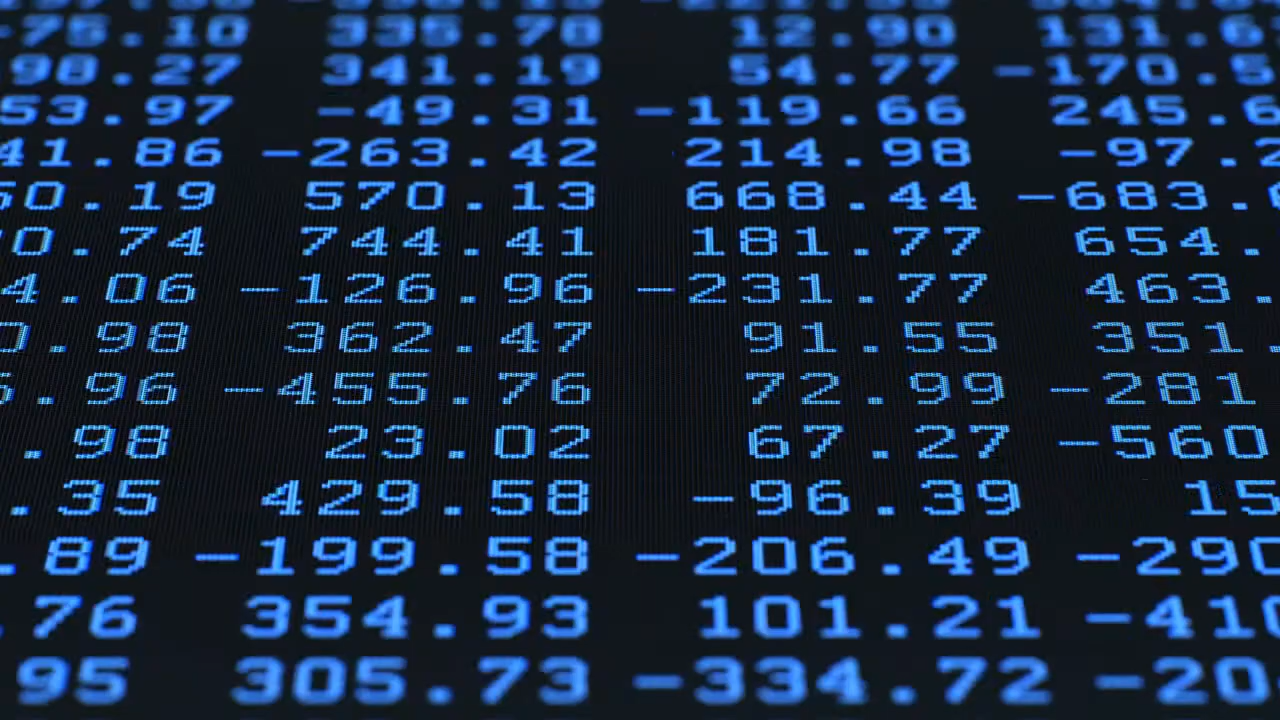 75.10 335.70 12.90 131.6
98.27 341.19 54.77 -170.5
53.97 -49.31 -119.66 245.6
41.86 -263.42 214.98 -97.2
50.19 570.13 668.44 -683.
0.74 744.41 181.77 654.
4.06 -126.96 -231.77 463.
0.98 362.47 91.55 351.
.96 -455.76 72.99 -281
.98 23.02 67.27 -560
.35 429.58 -96.39 15
.89 -199.58 -206.49 -290
.76 354.93 101.21 -410
95 305.73 -334.72 -20